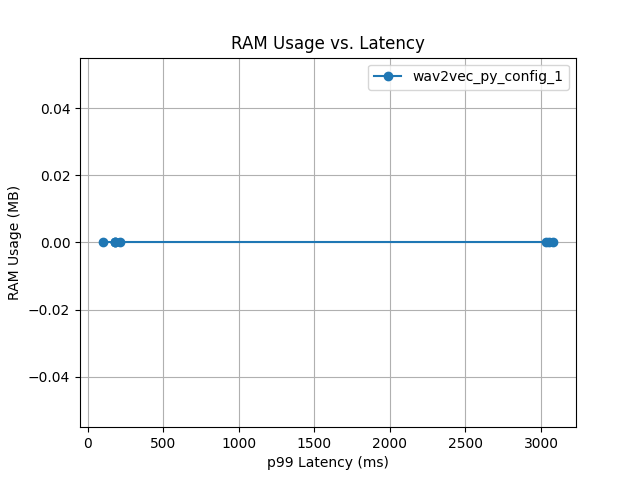 RAM Usage vs. Latency
wav2vec_py_config_1
RAM Usage (MB)
0.04
0.02
0.00
−0.02
−0.04
0 500 1000 1500 2000 2500 3000
p99 Latency (ms)